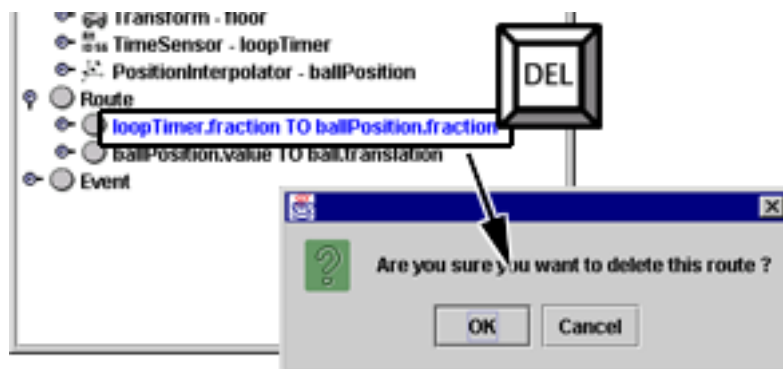 Transform - floor
TimeSensor - loopTimer
PositionInterpolator - ballPosition
DEL
Route
loopTimer.fraction TO ballPosition.fraction
ballPosition.value TO ball.translation
Event
Are you sure you want to delete this route ?
OK
Cancel